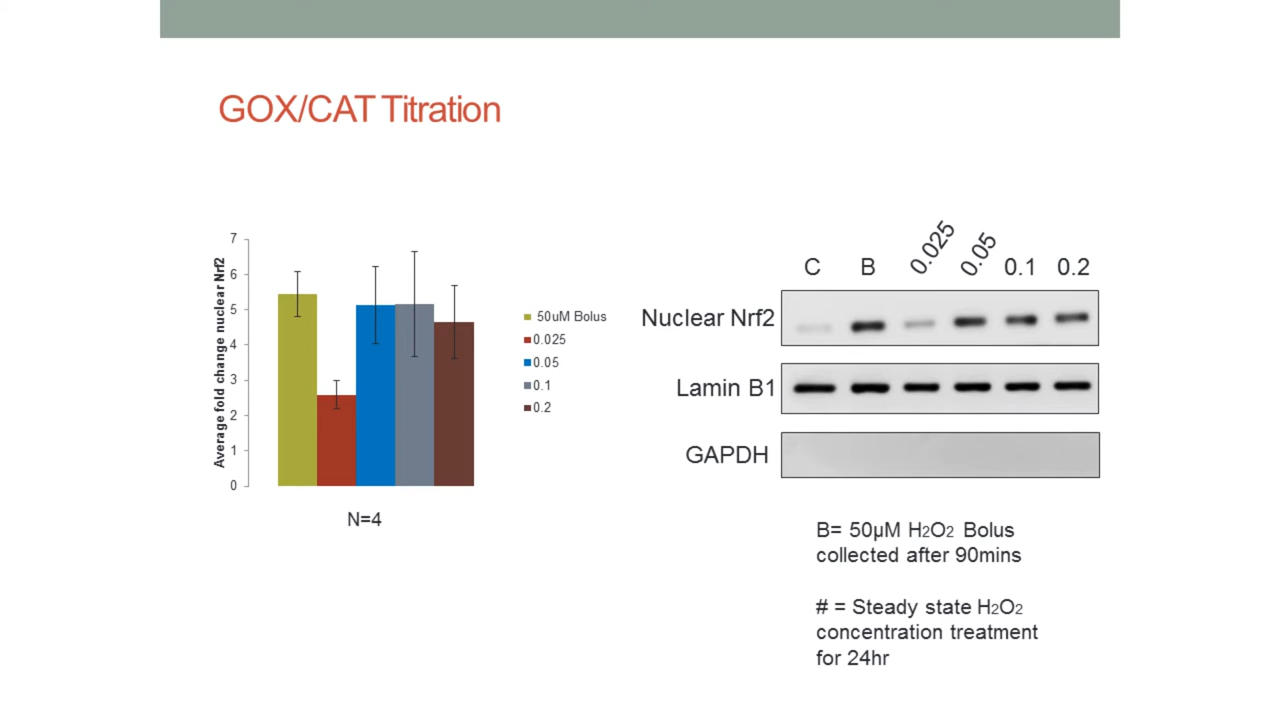 GOX/CAT Titration
Average fold change nuclear Nrf2
7
6
5
4
3
2
1
0
N=4
50uM Bolus
0.025
0.05
0.1
0.2
C B 0.025 0.05 0.1 0.2
Nuclear Nrf2
Lamin B1
GAPDH
B= 50µM H2O2 Bolus
collected after 90mins
# = Steady state H2O2
concentration treatment
for 24hr